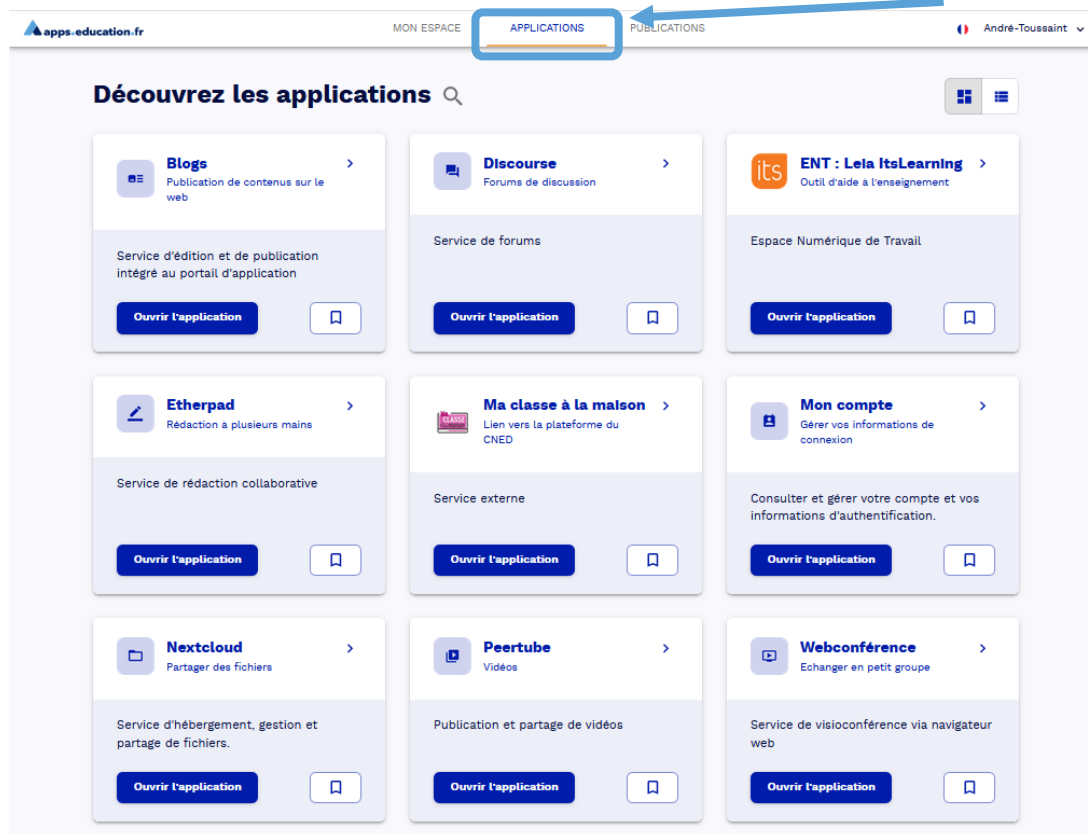 apps.education.fr
MON ESPACE
APPLICATIONS
PUBLICATIONS
André-Toussaint
Découvrez les applications
Blogs
Publication de contenus sur le
web
Service d'édition et de publication
intégré au portail d'application
Ouvrir l'application
Discourse
Forums de discussion
Service de forums
Ouvrir l'application
its
ENT : Leia ItsLearning
Outil d'aide à l'enseignement
Espace Numérique de Travail
Ouvrir l'application
Etherpad
Rédaction à plusieurs mains
Service de rédaction collaborative
Ouvrir l'application
CLASSE
Ma classe à la maison
Lien vers la plateforme du
CNED
Service externe
Ouvrir l'application
Mon compte
Gérer vos informations de
connexion
Consulter et gérer votre compte et vos
informations d'authentification.
Ouvrir l'application
Nextcloud
Partager des fichiers
Service d'hébergement, gestion et
partage de fichiers.
Ouvrir l'application
Peertube
Vidéos
Publication et partage de vidéos
Ouvrir l'application
Webconférence
Echanger en petit groupe
Service de visioconférence via navigateur
web
Ouvrir l'application